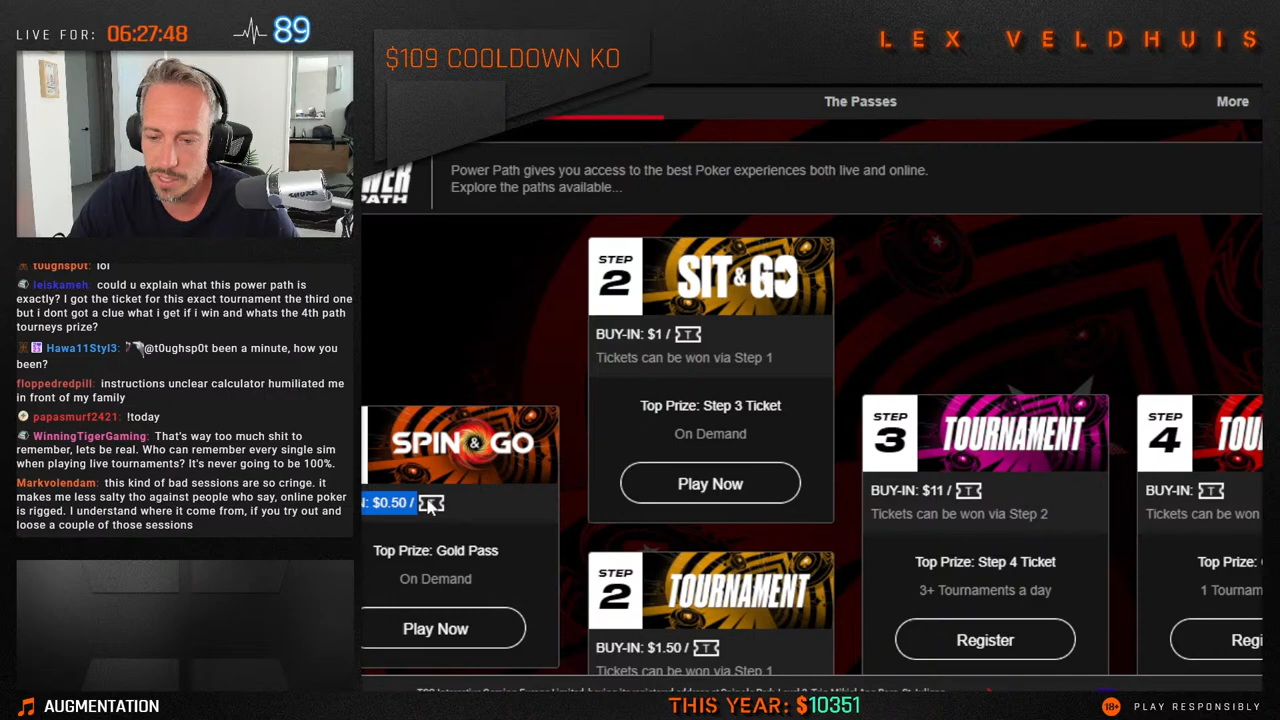 LIVE FOR: 06:27:48 89
$109 COOLDOWN KO
LEX VELDHUIS
The Passes
More
Power Path gives you access to the best Poker experiences both live and online.
Explore the paths available...
t0ughsp0t: lol
leiskameh: could u explain what this power path is
exactly? I got the ticket for this exact tournament the third one
but i dont got a clue what i get if i win and whats the 4th path
tourneys prize?
Hawa11Styl3: @t0ughsp0t been a minute, how you
been?
floppedredpill: instructions unclear calculator humiliated me
in front of my family
papasmurf2421: !today
WinningTigerGaming: That's way too much shit to
remember, lets be real. Who can remember every single sim
when playing live tournaments? It's never going to be 100%.
Markvolendam: this kind of bad sessions are so cringe. it
makes me less salty tho against people who say, online poker
is rigged. I understand where it come from, if you try out and
loose a couple of those sessions
SPIN & GO
N: $0.50 / T
Top Prize: Gold Pass
On Demand
Play Now
STEP
2
SIT & GO
BUY-IN: $1 / T
Tickets can be won via Step 1
Top Prize: Step 3 Ticket
On Demand
Play Now
STEP
2
TOURNAMENT
BUY-IN: $1.50 / T
Tickets can be won via Step 1
STEP
3
TOURNAMENT
BUY-IN: $11 / T
Tickets can be won via Step 2
Top Prize: Step 4 Ticket
3+ Tournaments a day
Register
STEP
4
TOU
BUY-IN: T
Tickets can be won
Top Prize:
1 Tournam
Regi
AUGMENTATION
THIS YEAR: $10351
18+ PLAY RESPONSIBLY